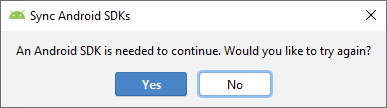 Sync Android SDKs
An Android SDK is needed to continue. Would you like to try again?
Yes
No